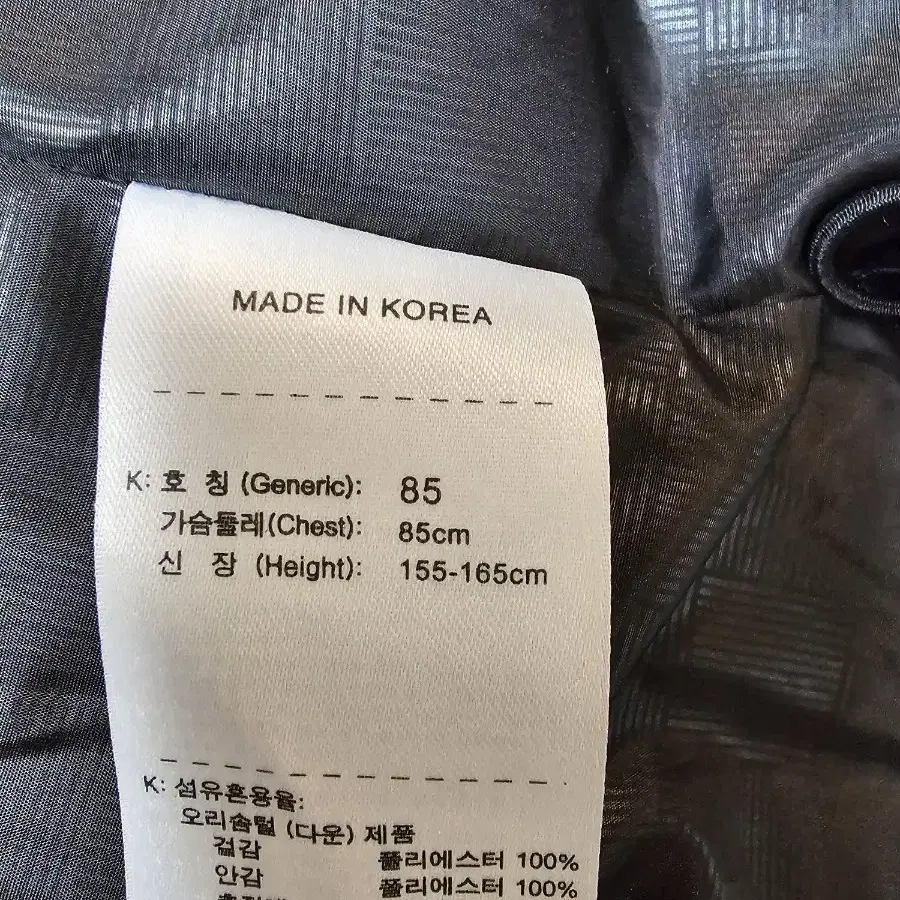 MADE IN KOREA
K: 호 칭 (Generic): 85
가슴둘레(Chest): 85cm
신 장 (Height): 155-165cm
K: 섬유혼용율:
오리솜털 (다운) 제품
겉감 폴리에스터 100%
안감 폴리에스터 100%